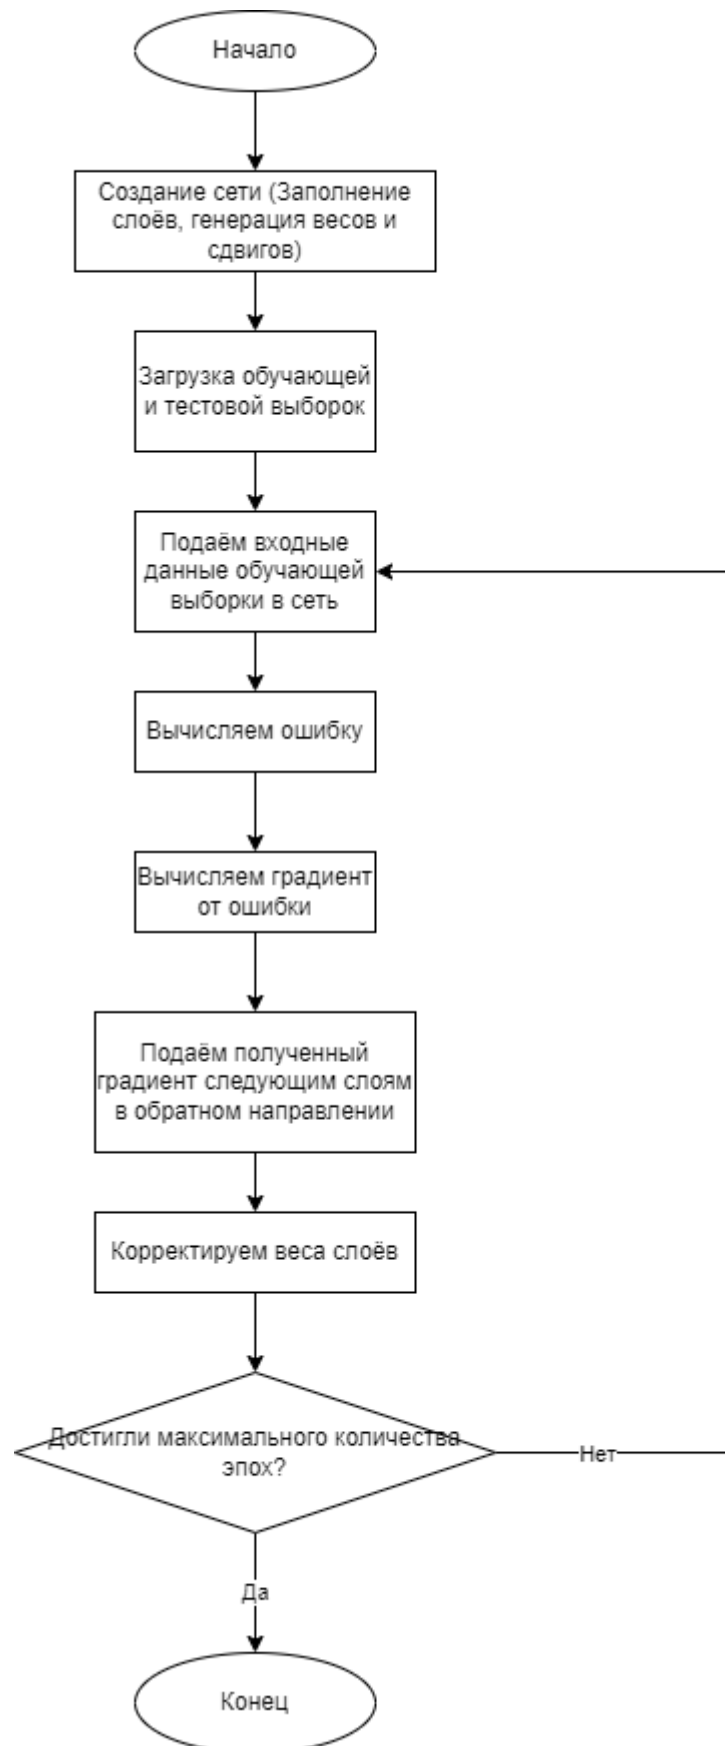 Начало
Создание сети (Заполнение
слоёв, генерация весов и
сдвигов)
Загрузка обучающей
и тестовой выборок
Подаём входные
данные обучающей
выборки в сеть
Вычисляем ошибку
Вычисляем градиент
от ошибки
Подаём полученный
градиент следующим слоям
в обратном направлении
Корректируем веса слоёв
Достигли максимального количества
эпох?
Нет
Да
Конец